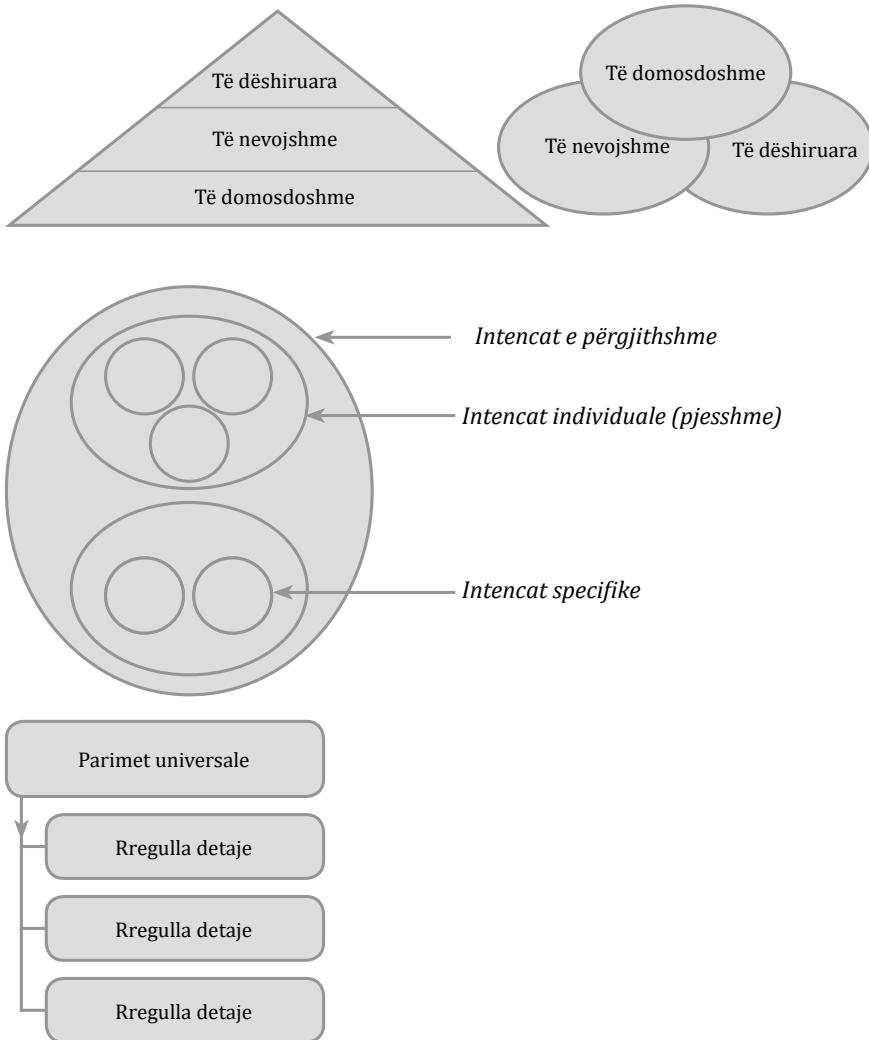 Të dëshiruara
Të nevojshme
Të domosdoshme
Të domosdoshme
Të nevojshme
Të dëshiruara
Intencat e përgjithshme
Intencat individuale (pjesshme)
Intencat specifike
Parimet universale
Rregulla detaje
Rregulla detaje
Rregulla detaje